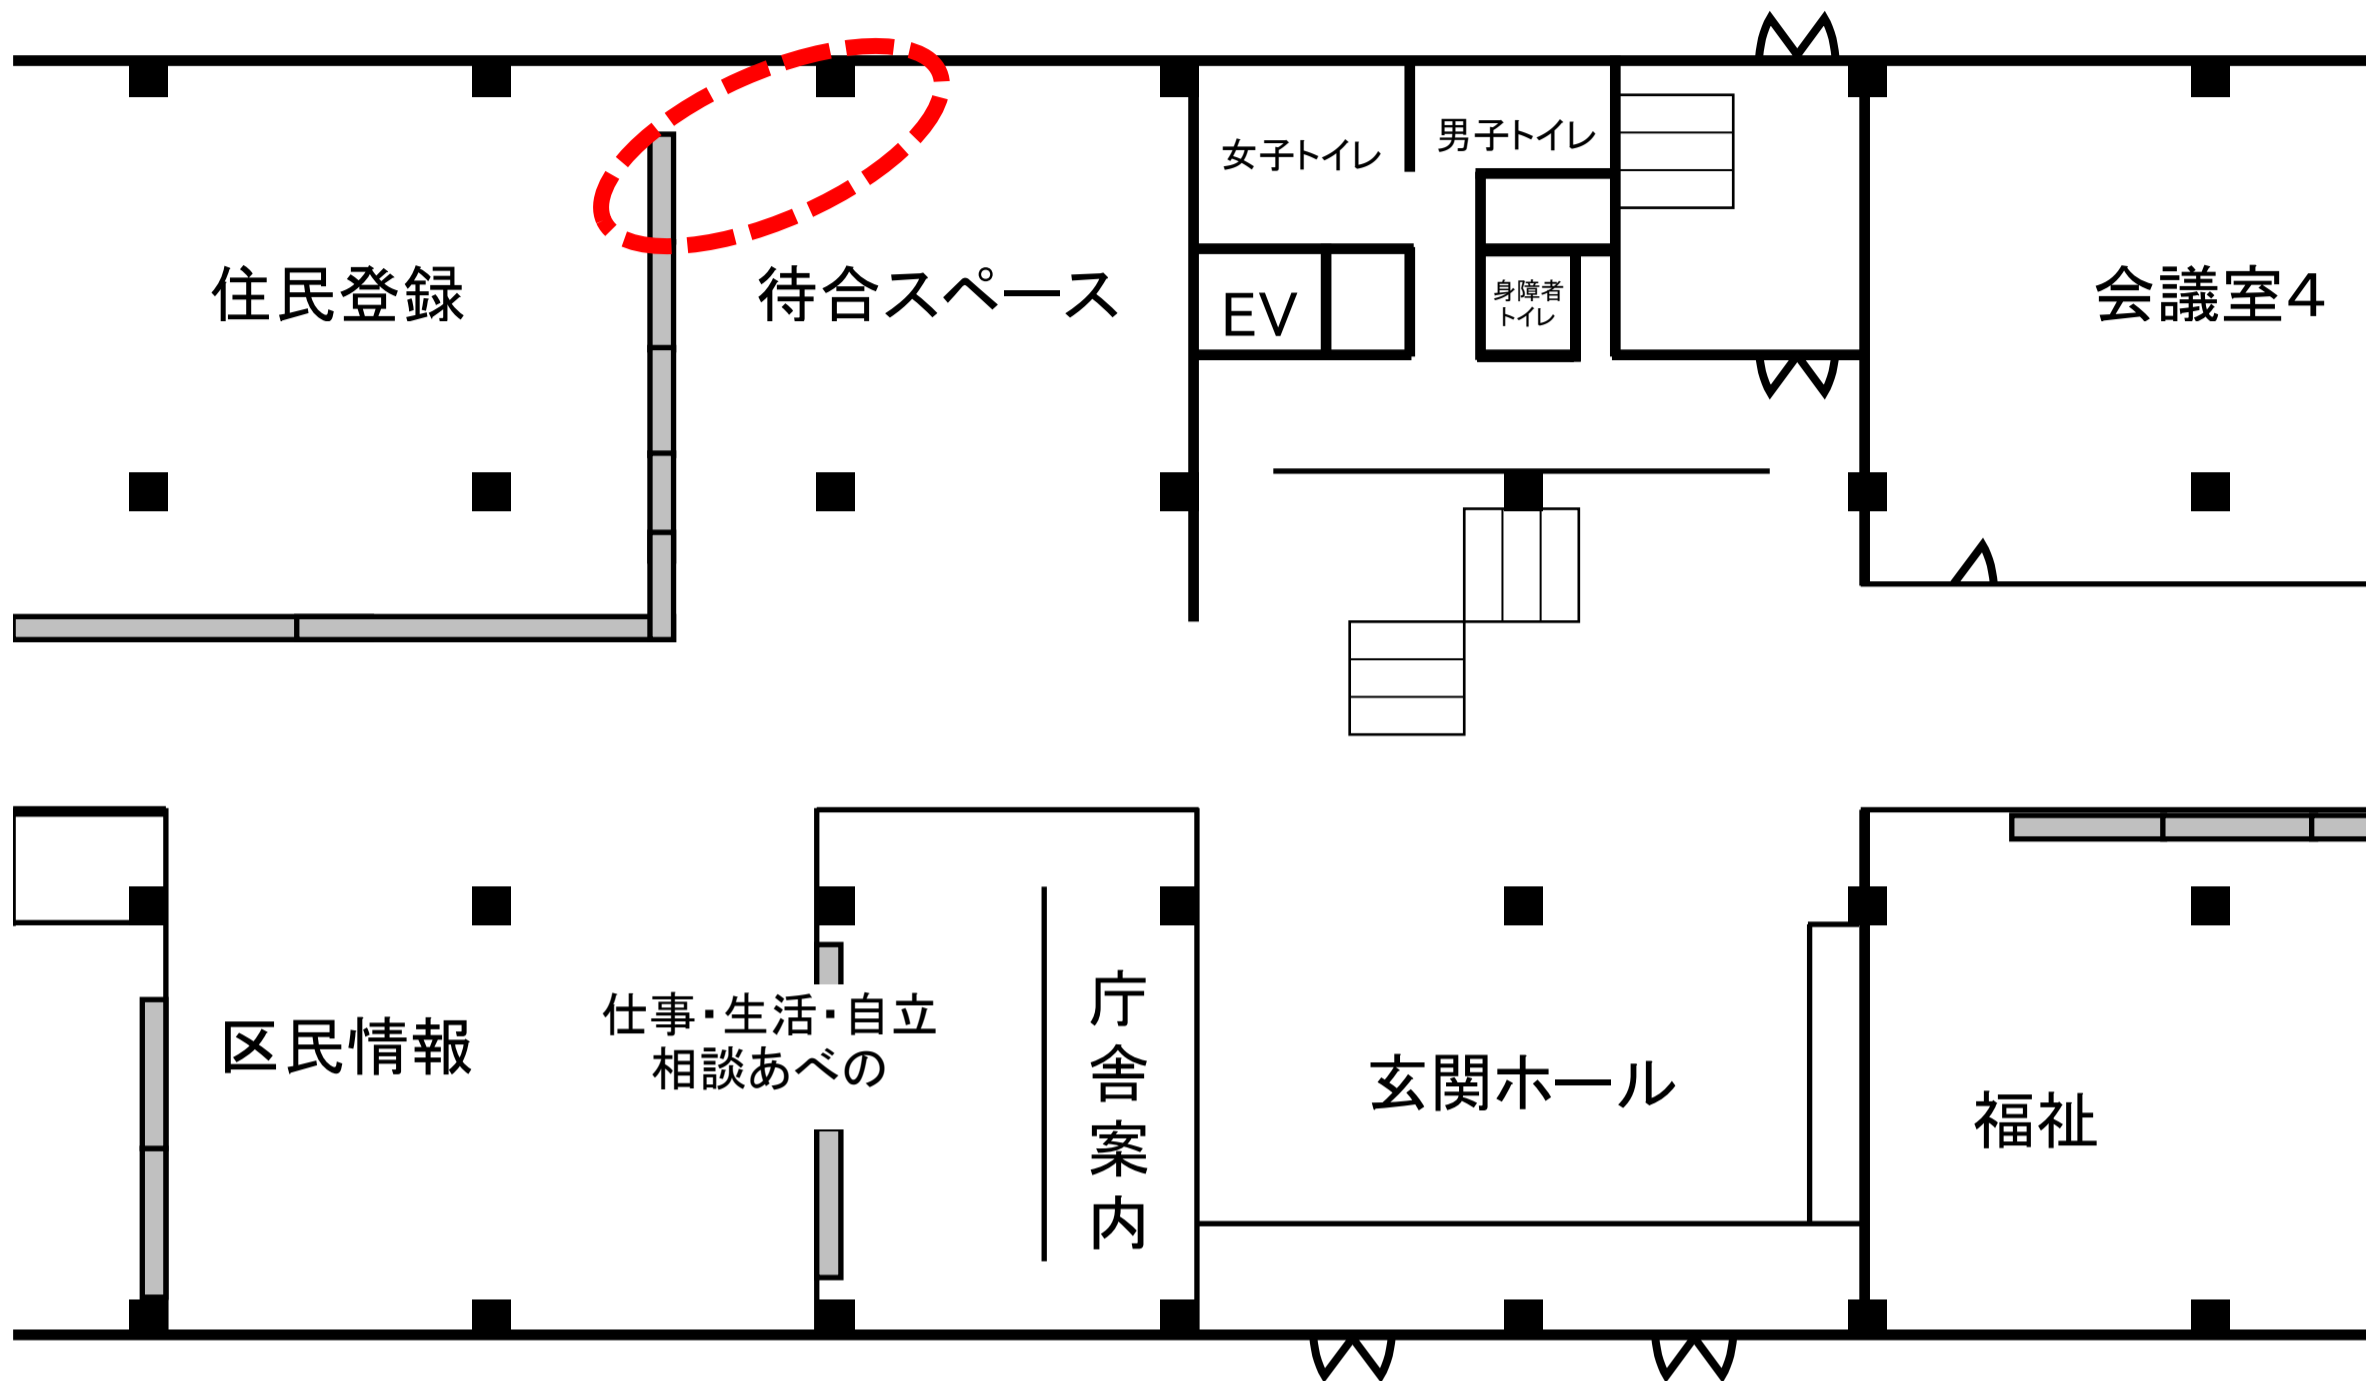 女子トイレ
男子トイレ
住民登録
待合スペース
EV
身障者
トイレ
会議室4
区民情報
仕事・生活・自立
相談あべの
庁舎案内
玄関ホール
福祉